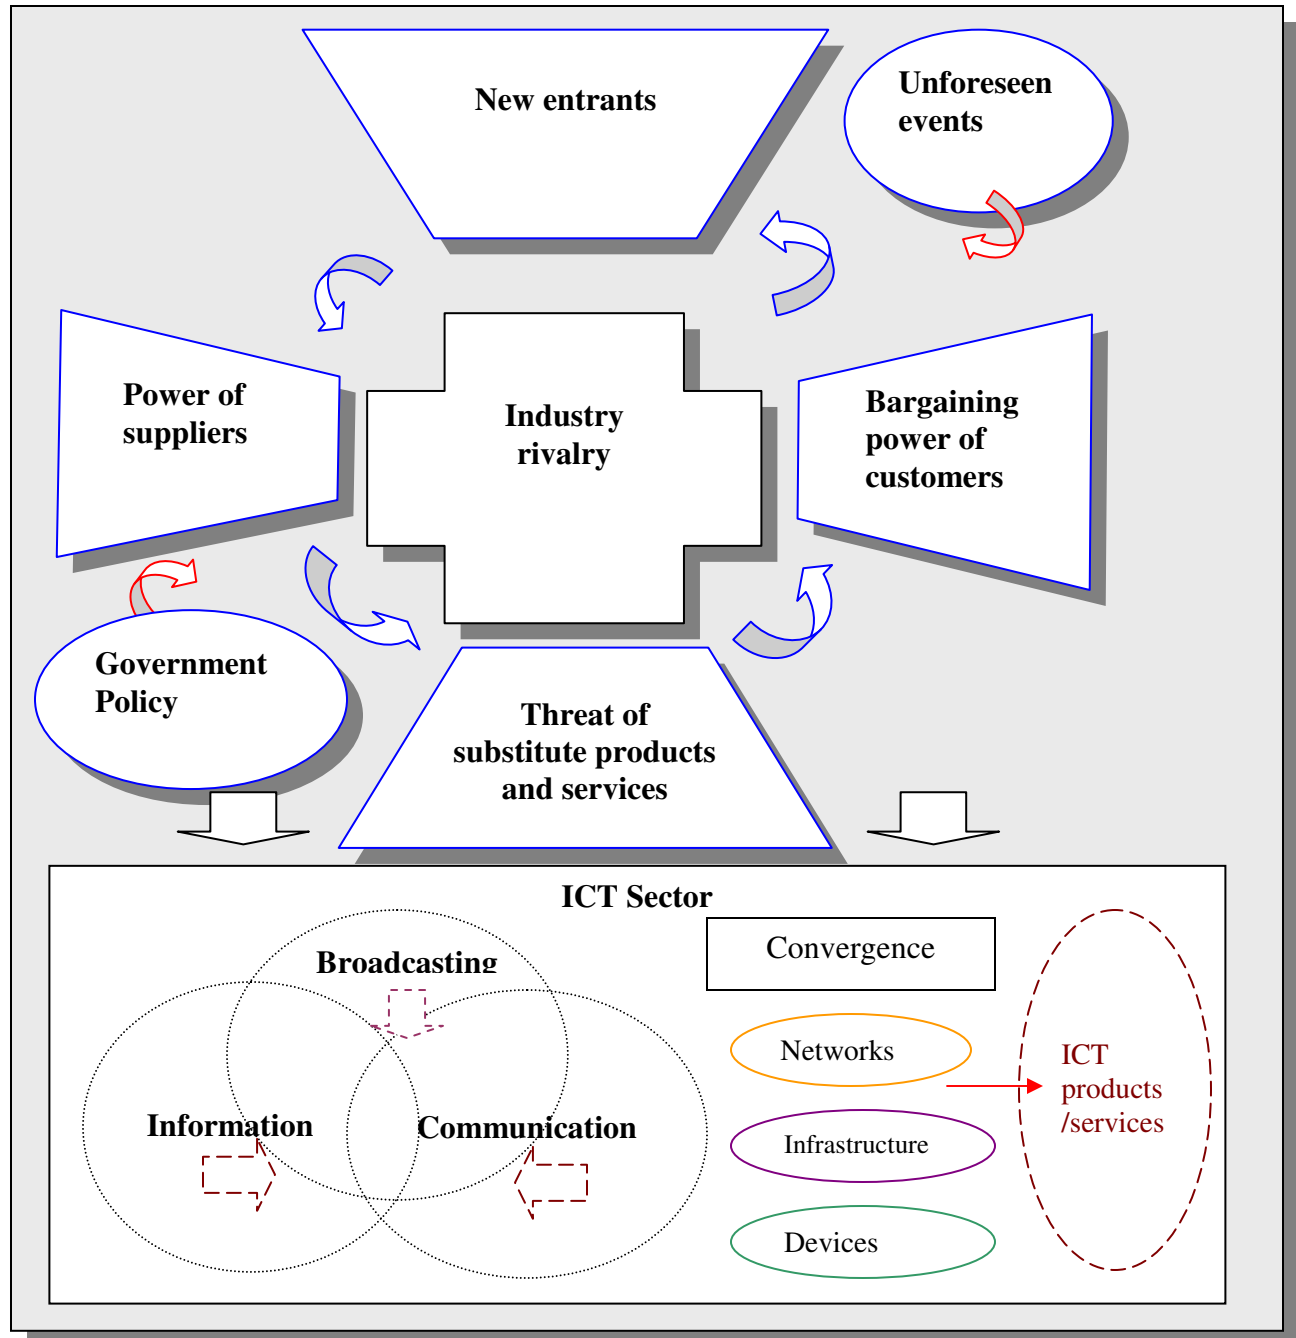 New entrants
Unforeseen
events
Power of
suppliers
Industry
rivalry
Bargaining
power of
customers
Government
Policy
Threat of
substitute products
and services
ICT Sector
Broadcasting
Information
Communication
Convergence
Networks
Infrastructure
Devices
ICT
products
/services